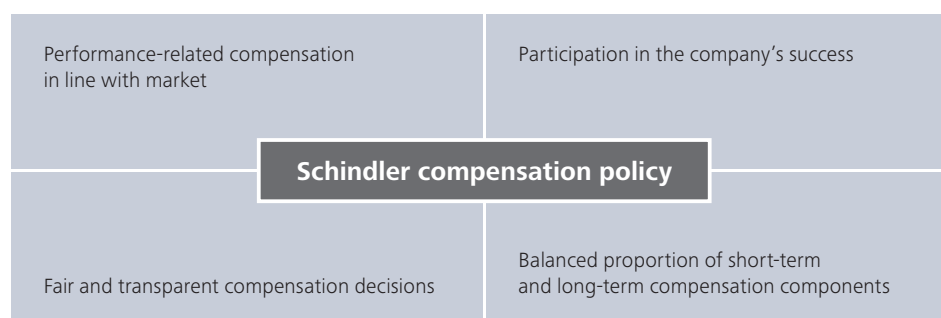 Performance-related compensation
in line with market
Participation in the company’s success
Schindler compensation policy
Fair and transparent compensation decisions
Balanced proportion of short-term
and long-term compensation components